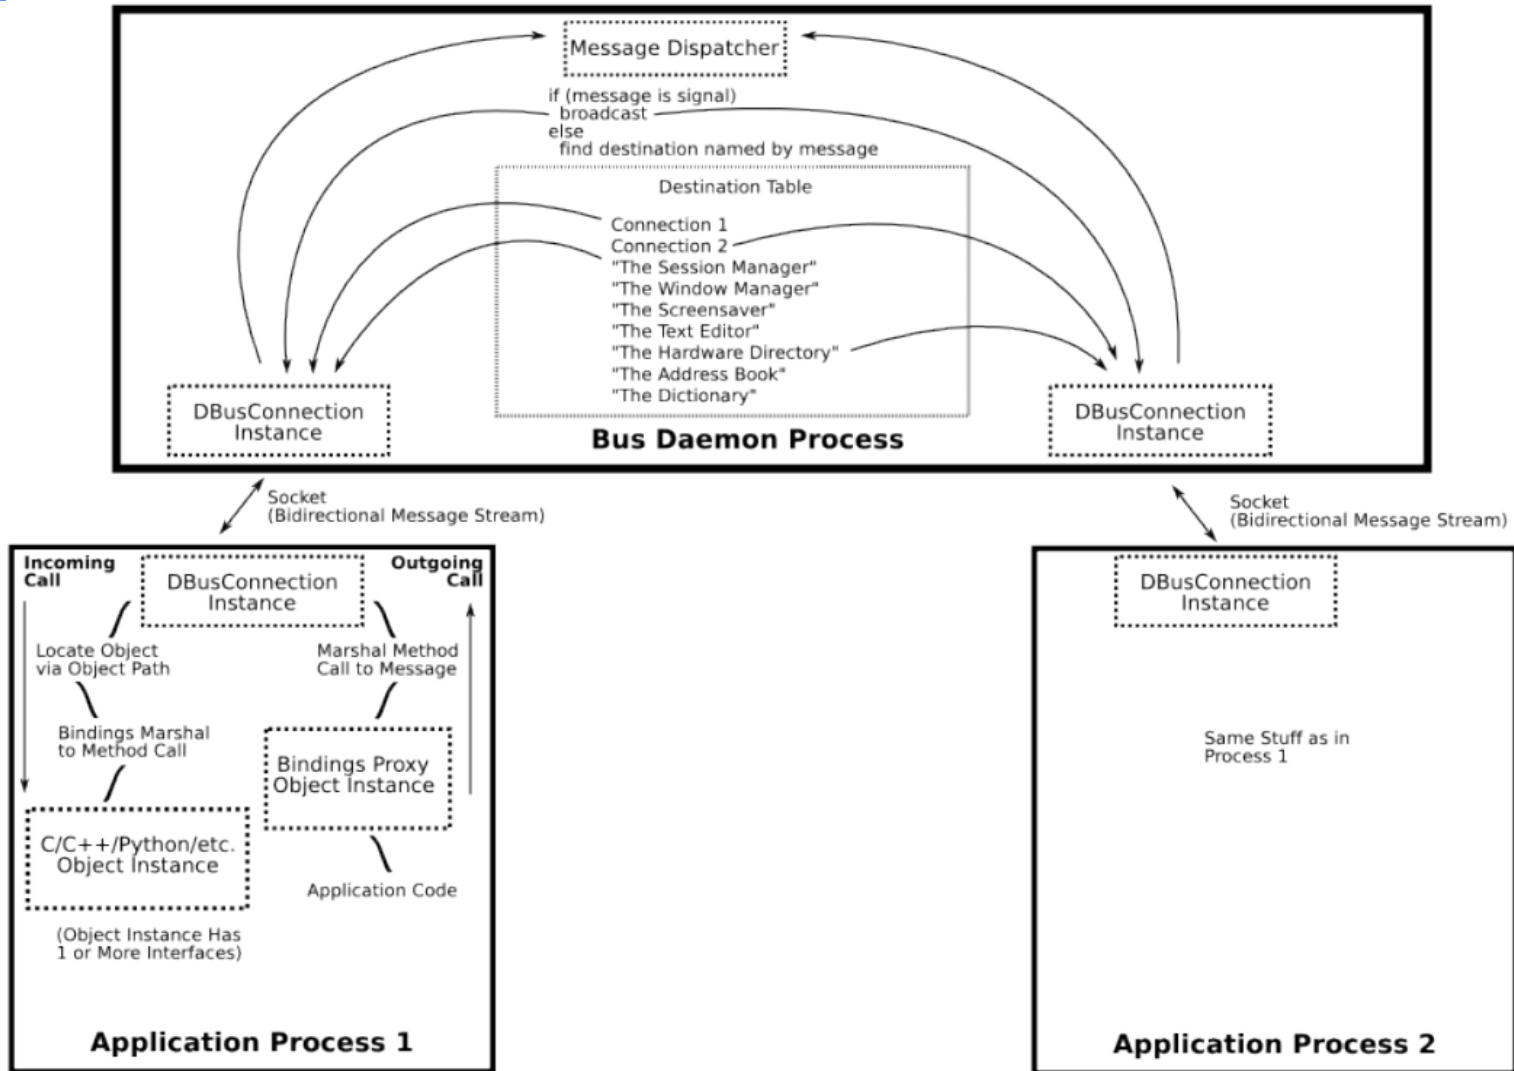 Message Dispatcher
if (message is signal)
broadcast
else
find destination named by message
Destination Table
Connection 1
Connection 2
"The Session Manager"
"The Window Manager"
"The Screensaver"
"The Text Editor"
"The Hardware Directory"
"The Address Book"
"The Dictionary"
DBusConnection
Instance
DBusConnection
Instance
Bus Daemon Process
Socket
(Bidirectional Message Stream)
Socket
(Bidirectional Message Stream)
Incoming
Call
DBusConnection
Instance
Outgoing
Call
Locate Object
via Object Path
Marshal Method
Call to Message
Bindings Marshal
to Method Call
Bindings Proxy
Object Instance
C/C++/Python/etc.
Object Instance
Application Code
(Object Instance Has
1 or More Interfaces)
Application Process 1
DBusConnection
Instance
Same Stuff as in
Process 1
Application Process 2